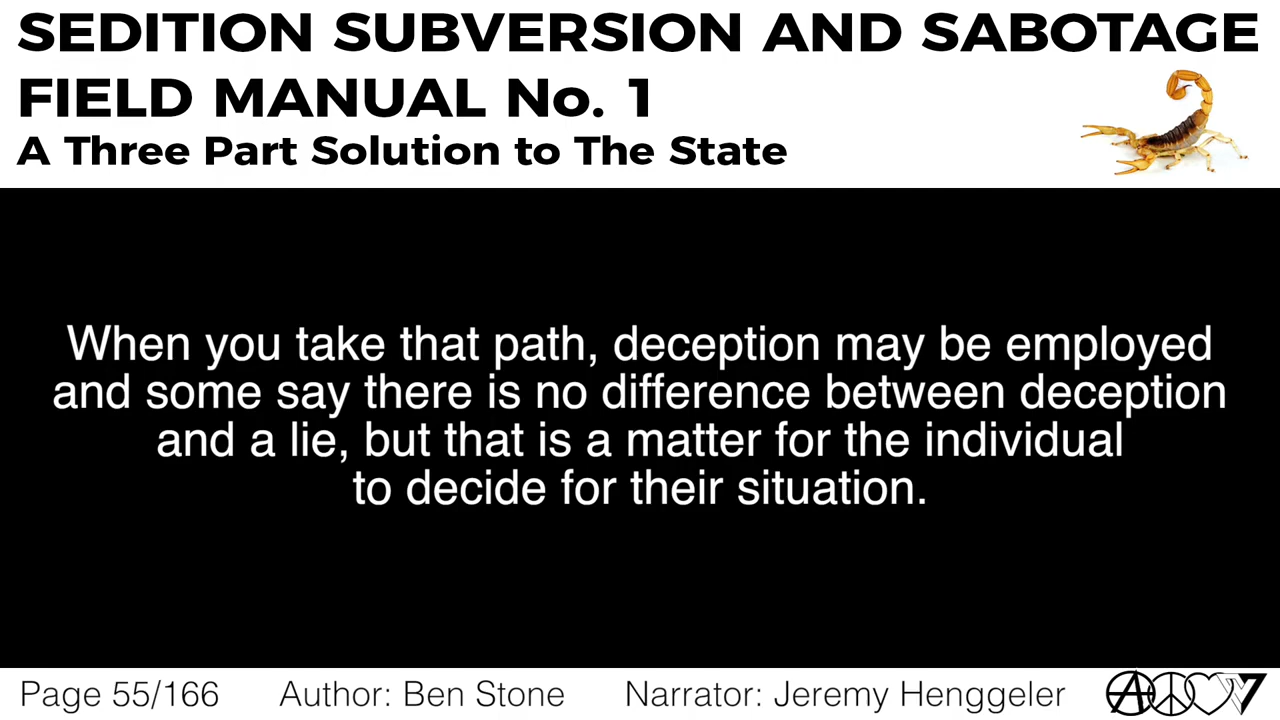 SEDITION SUBVERSION AND SABOTAGE
FIELD MANUAL No. 1
A Three Part Solution to The State
When you take that path, deception may be employed
and some say there is no difference between deception
and a lie, but that is a matter for the individual
to decide for their situation.
Page 55/166 Author: Ben Stone Narrator: Jeremy Henggeler